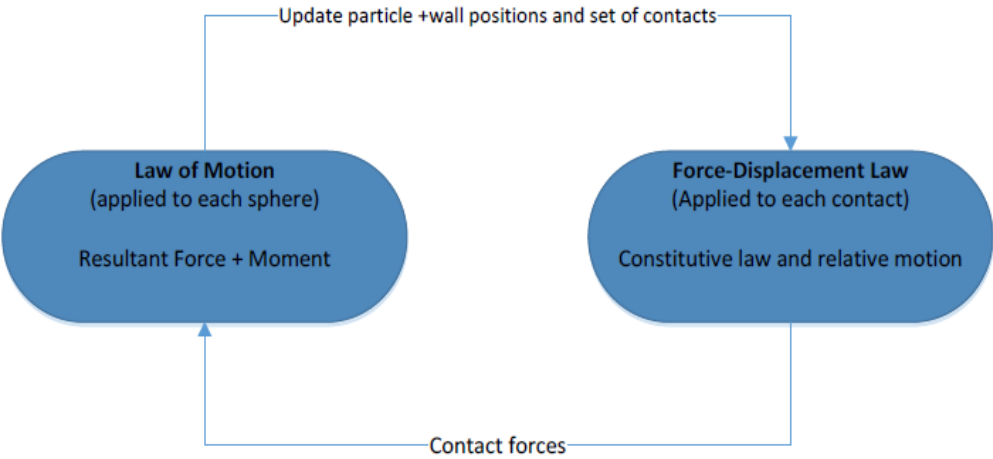 Update particle +wall positions and set of contacts
Law of Motion
(applied to each sphere)
Resultant Force + Moment
Force-Displacement Law
(Applied to each contact)
Constitutive law and relative motion
Contact forces